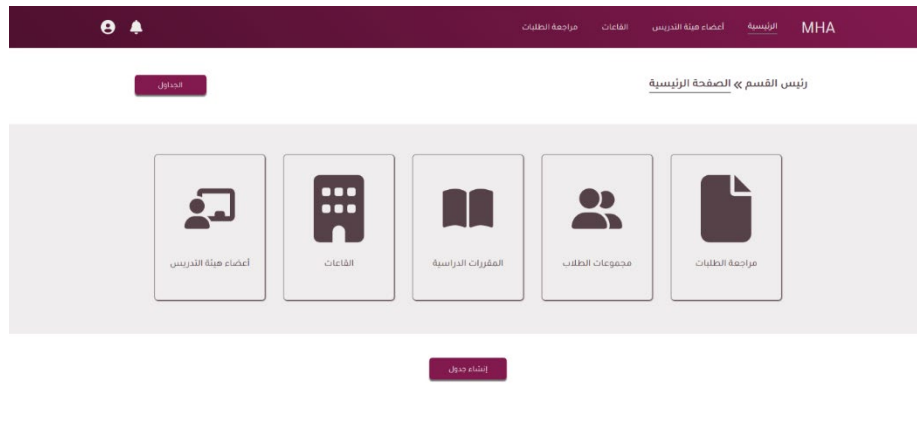 MHA الرئيسية أعضاء هيئة التدريس القاعات مراجعة الطلبات
رئيس القسم » الصفحة الرئيسية
الجداول
مراجعة الطلبات
مجموعات الطلاب
المقررات الدراسية
القاعات
أعضاء هيئة التدريس
إنشاء جدول